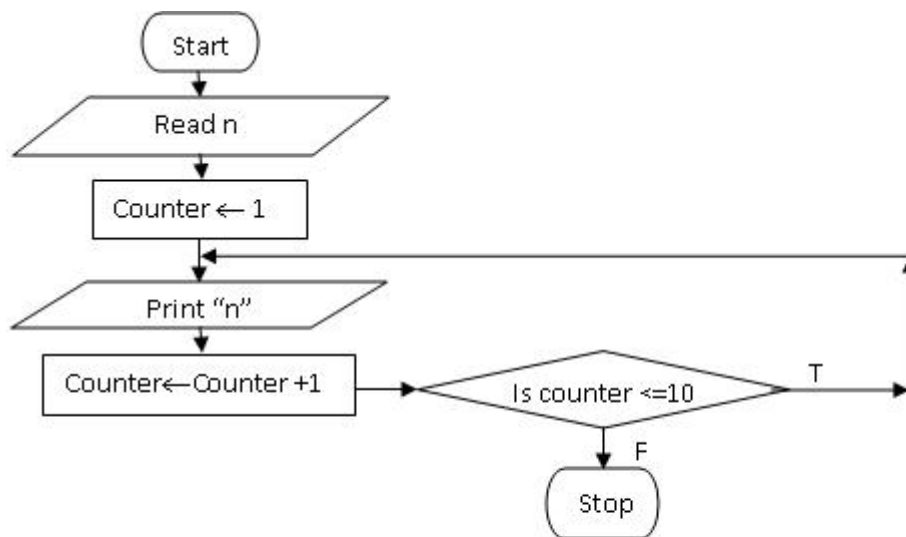 Start
Read n
Counter ← 1
Print “n”
Counter←Counter +1
Is counter <=10
T
F
Stop